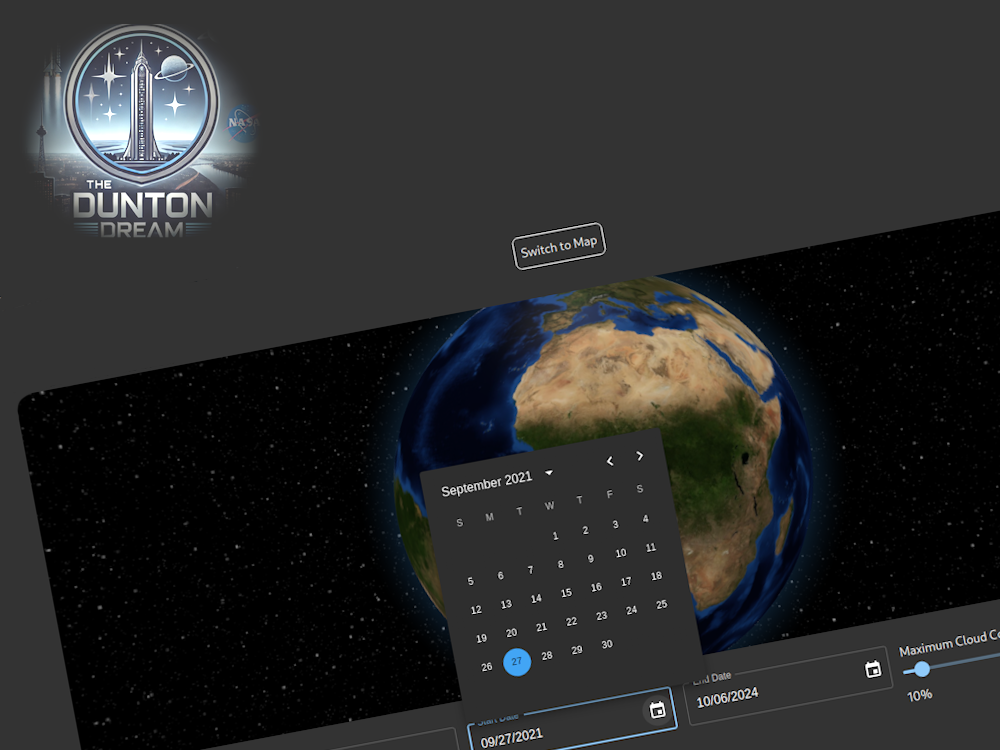 NASA
THE
DUNTON
DREAM
Switch to Map
September 2021
S M T W T F S
1 2 3 4
5 6 7 8 9 10 11
12 13 14 15 16 17 18
19 20 21 22 23 24 25
26 27 28 29 30
Maximum Cloud
10%
End Date
10/06/2024
Start Date
09/27/2021